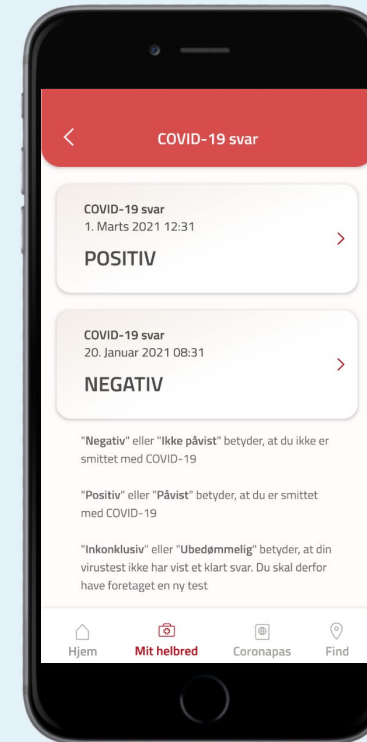 COVID-19 svar
COVID-19 svar
1. Marts 2021 12:31
POSITIV
COVID-19 svar
20. Januar 2021 08:31
NEGATIV
"Negativ" eller "Ikke påvist" betyder, at du ikke er
smittet med COVID-19
"Positiv" eller "Påvist" betyder, at du er smittet
med COVID-19
"Inkonklusiv" eller "Ubedømmelig" betyder, at din
virustest ikke har vist et klart svar. Du skal derfor
have foretaget en ny test
Hjem Mit helbred Coronapas Find